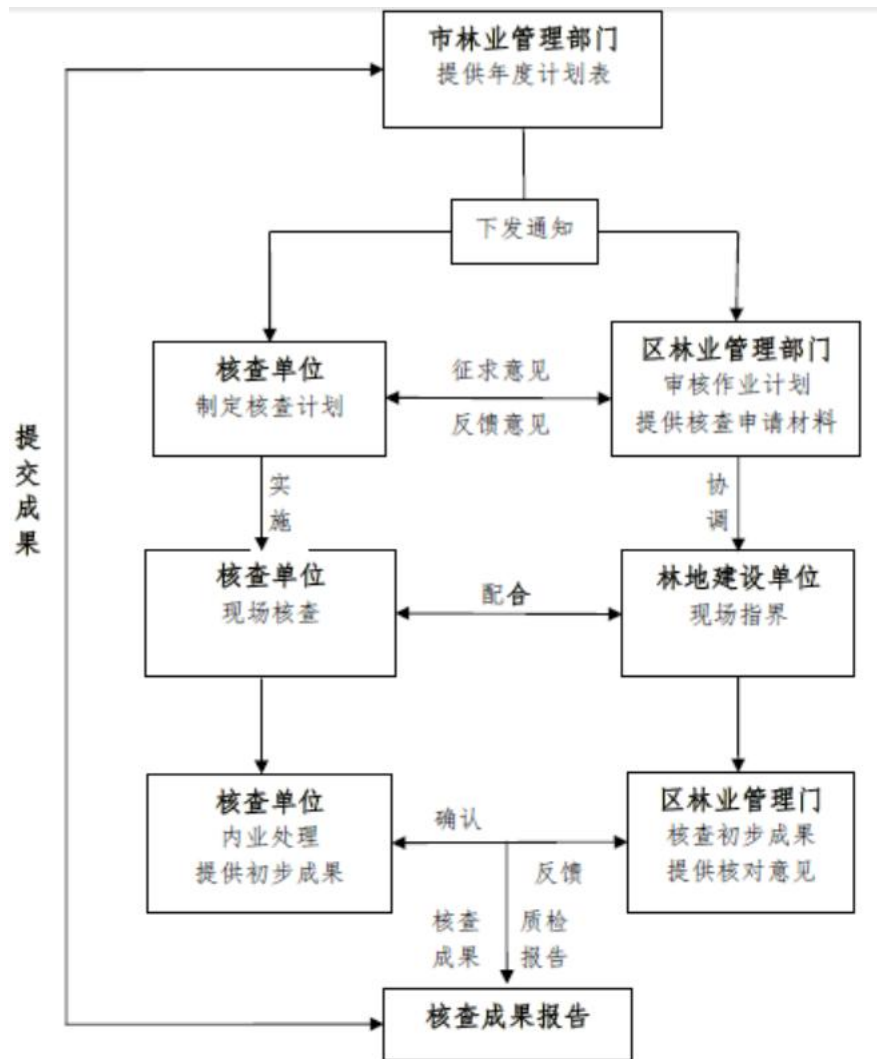 市林业管理部门
提供年度计划表
下发通知
核查单位
制定核查计划
征求意见
反馈意见
区林业管理部门
审核作业计划
提供核查申请材料
提交成果
实施
协调
核查单位
现场核查
配合
林地建设单位
现场指界
核查单位
内业处理
提供初步成果
确认
反馈
区林业管理门
核查初步成果
提供核对意见
核查
成果
质检
报告
核查成果报告